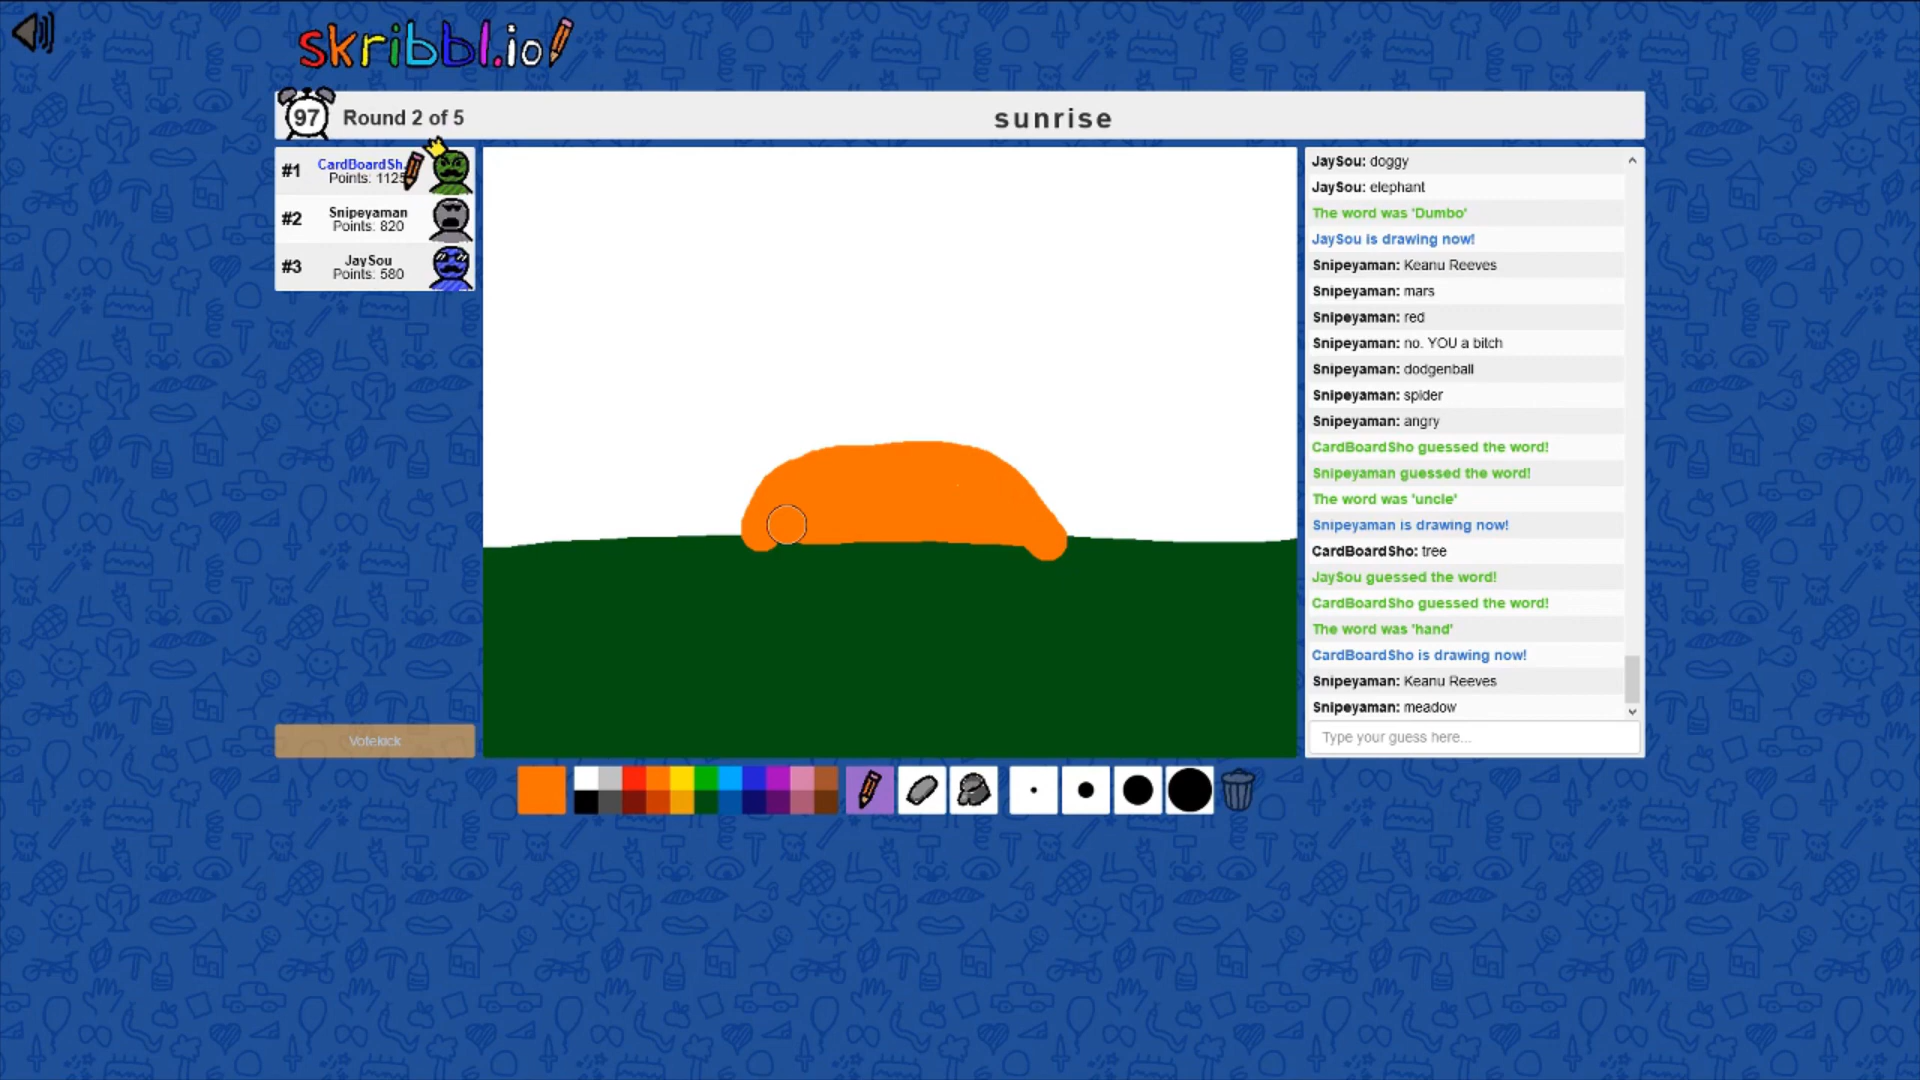 skribbl.io
97 Round 2 of 5
sunrise
#1 CardBoardSh
Points: 1125
#2 Snipeyaman
Points: 820
#3 JaySou
Points: 580
Votekick
JaySou: doggy
JaySou: elephant
The word was 'Dumbo'
JaySou is drawing now!
Snipeyaman: Keanu Reeves
Snipeyaman: mars
Snipeyaman: red
Snipeyaman: no. YOU a bitch
Snipeyaman: dodgenball
Snipeyaman: spider
Snipeyaman: angry
CardBoardSho guessed the word!
Snipeyaman guessed the word!
The word was 'uncle'
Snipeyaman is drawing now!
CardBoardSho: tree
JaySou guessed the word!
CardBoardSho guessed the word!
The word was 'hand'
CardBoardSho is drawing now!
Snipeyaman: Keanu Reeves
Snipeyaman: meadow
Type your guess here...